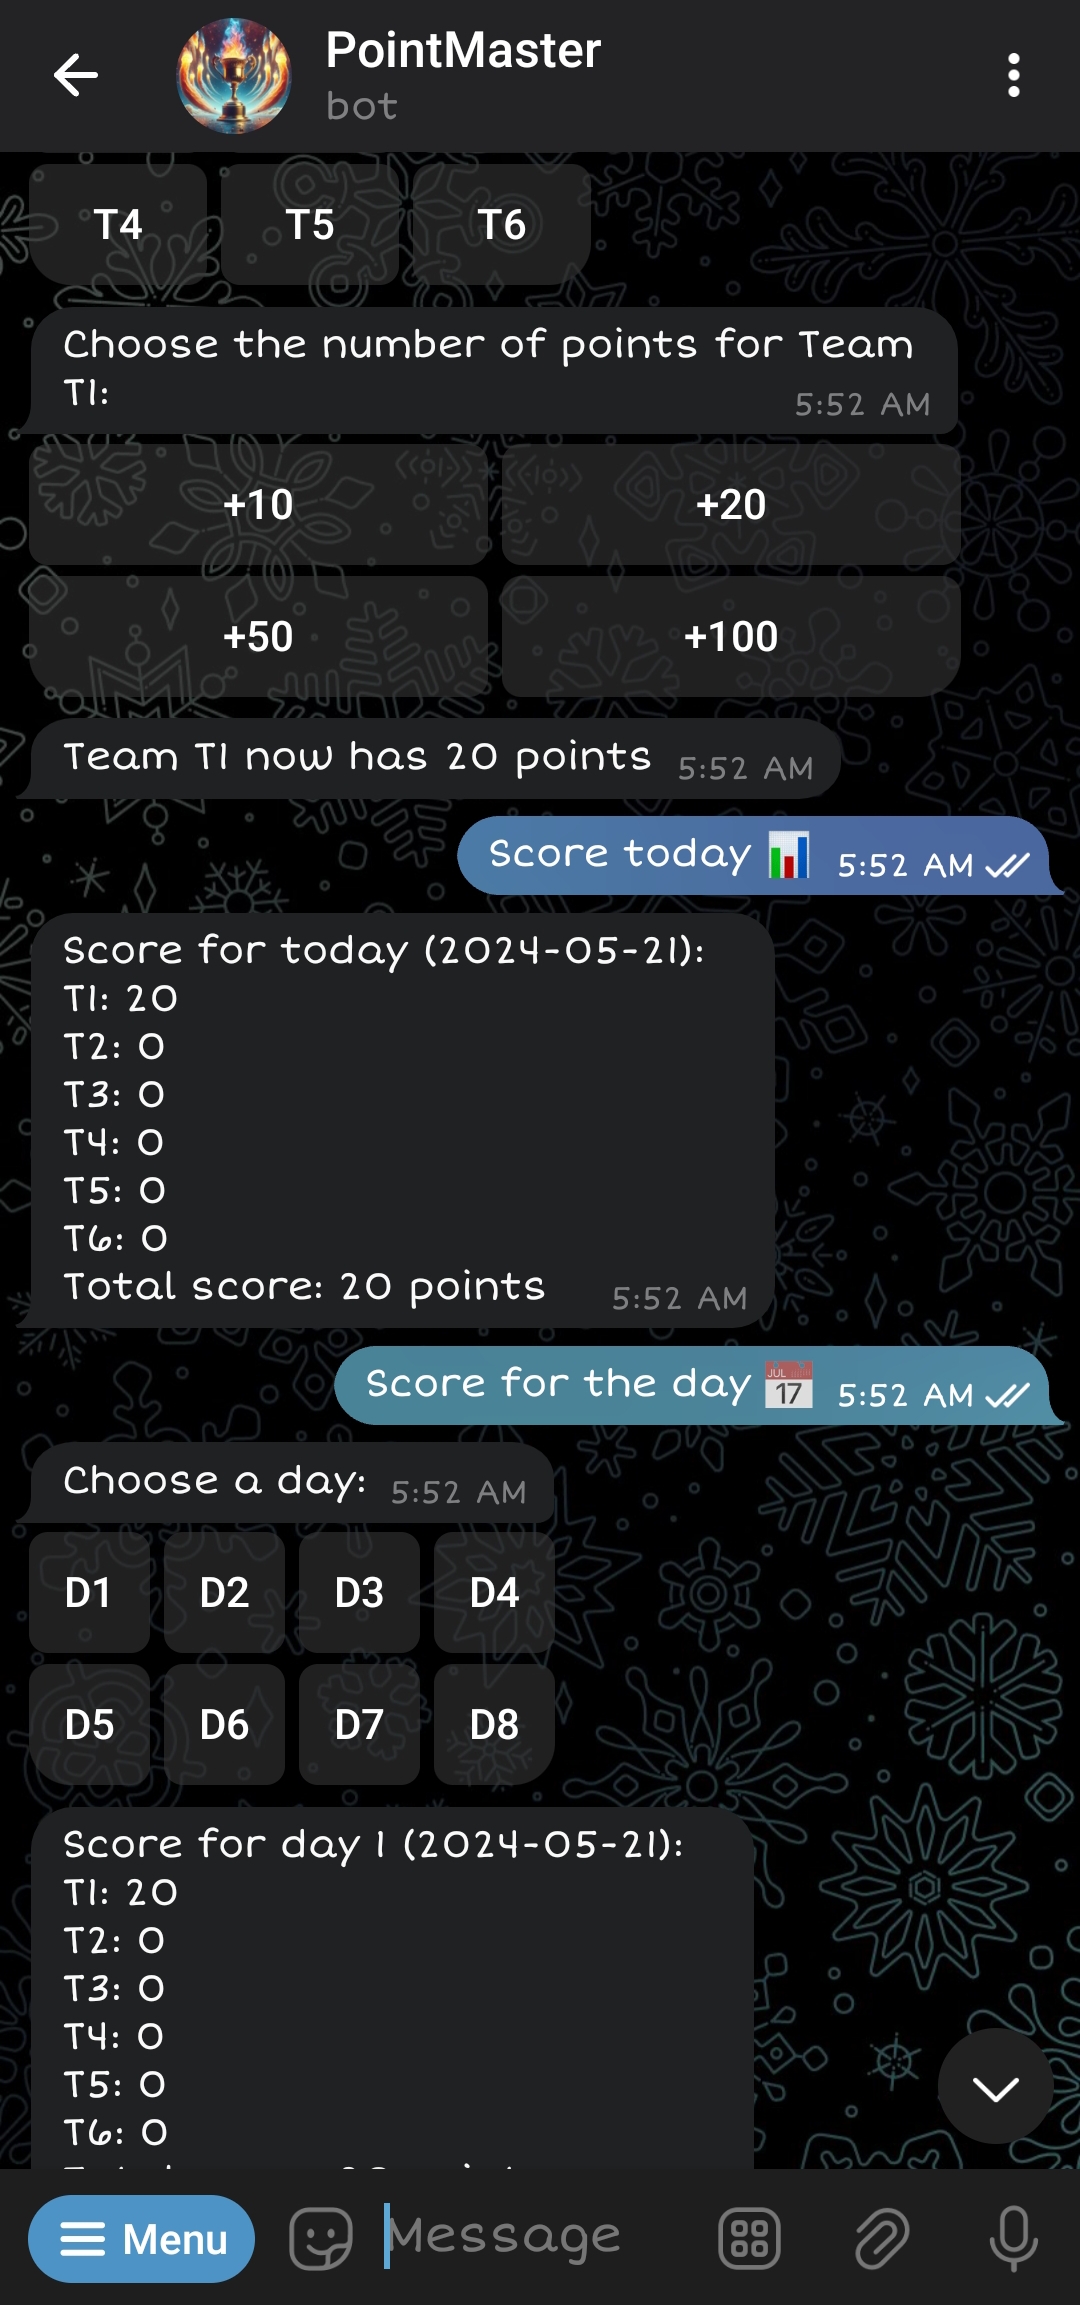 PointMaster
bot
T4 T5 T6
Choose the number of points for Team
T1:
5:52 AM
+10 +20
+50 +100
Team T1 now has 20 points 5:52 AM
Score today 📊 5:52 AM
Score for today (2024-05-21):
T1: 20
T2: 0
T3: 0
T4: 0
T5: 0
T6: 0
Total score: 20 points 5:52 AM
Score for the day 📅 5:52 AM
Choose a day: 5:52 AM
D1 D2 D3 D4
D5 D6 D7 D8
Score for day 1 (2024-05-21):
T1: 20
T2: 0
T3: 0
T4: 0
T5: 0
T6: 0
Menu Message